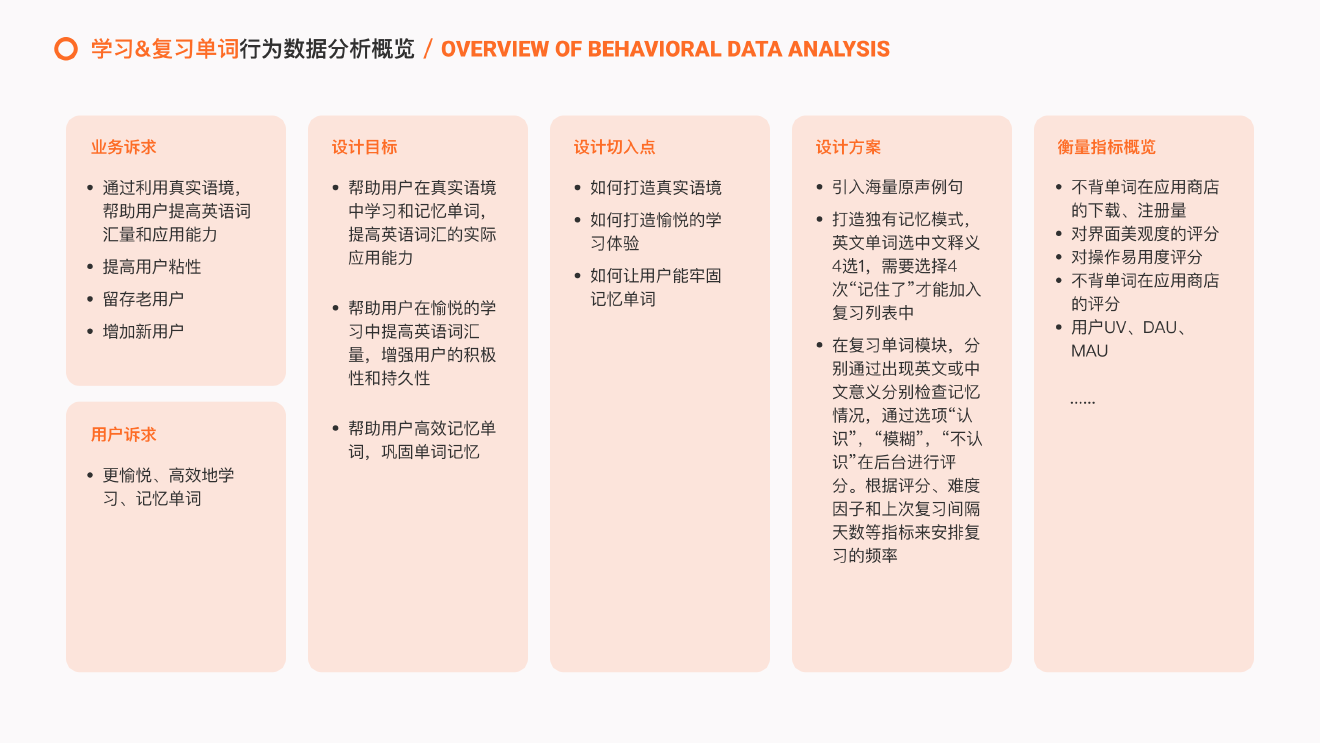 学习&复习单词行为数据分析概览 / OVERVIEW OF BEHAVIORAL DATA ANALYSIS
业务诉求
• 通过利用真实语境，
帮助用户提高英语词
汇量和应用能力
• 提高用户粘性
• 留存老用户
• 增加新用户
用户诉求
• 更愉悦、高效地学
习、记忆单词
设计目标
• 帮助用户在真实语境
中学习和记忆单词，
提高英语词汇的实际
应用能力
• 帮助用户在愉悦的学
习中提高英语词汇
量，增强用户的积极
性和持久性
• 帮助用户高效记忆单
词，巩固单词记忆
设计切入点
• 如何打造真实语境
• 如何打造愉悦的学
习体验
• 如何让用户能牢固
记忆单词
设计方案
• 引入海量原声例句
• 打造独有记忆模式，
英文单词选中文释义
4选1，需要选择4
次“记住了”才能加入
复习列表中
• 在复习单词模块，分
别通过出现英文或中
文意义分别检查记忆
情况，通过选项“认
识”，“模糊”，“不认
识”在后台进行评
分。根据评分、难度
因子和上次复习间隔
天数等指标来安排复
习的频率
衡量指标概览
• 不背单词在应用商店
的下载、注册量
• 对界面美观度的评分
• 对操作易用度评分
• 不背单词在应用商店
的评分
• 用户UV、DAU、
MAU
……